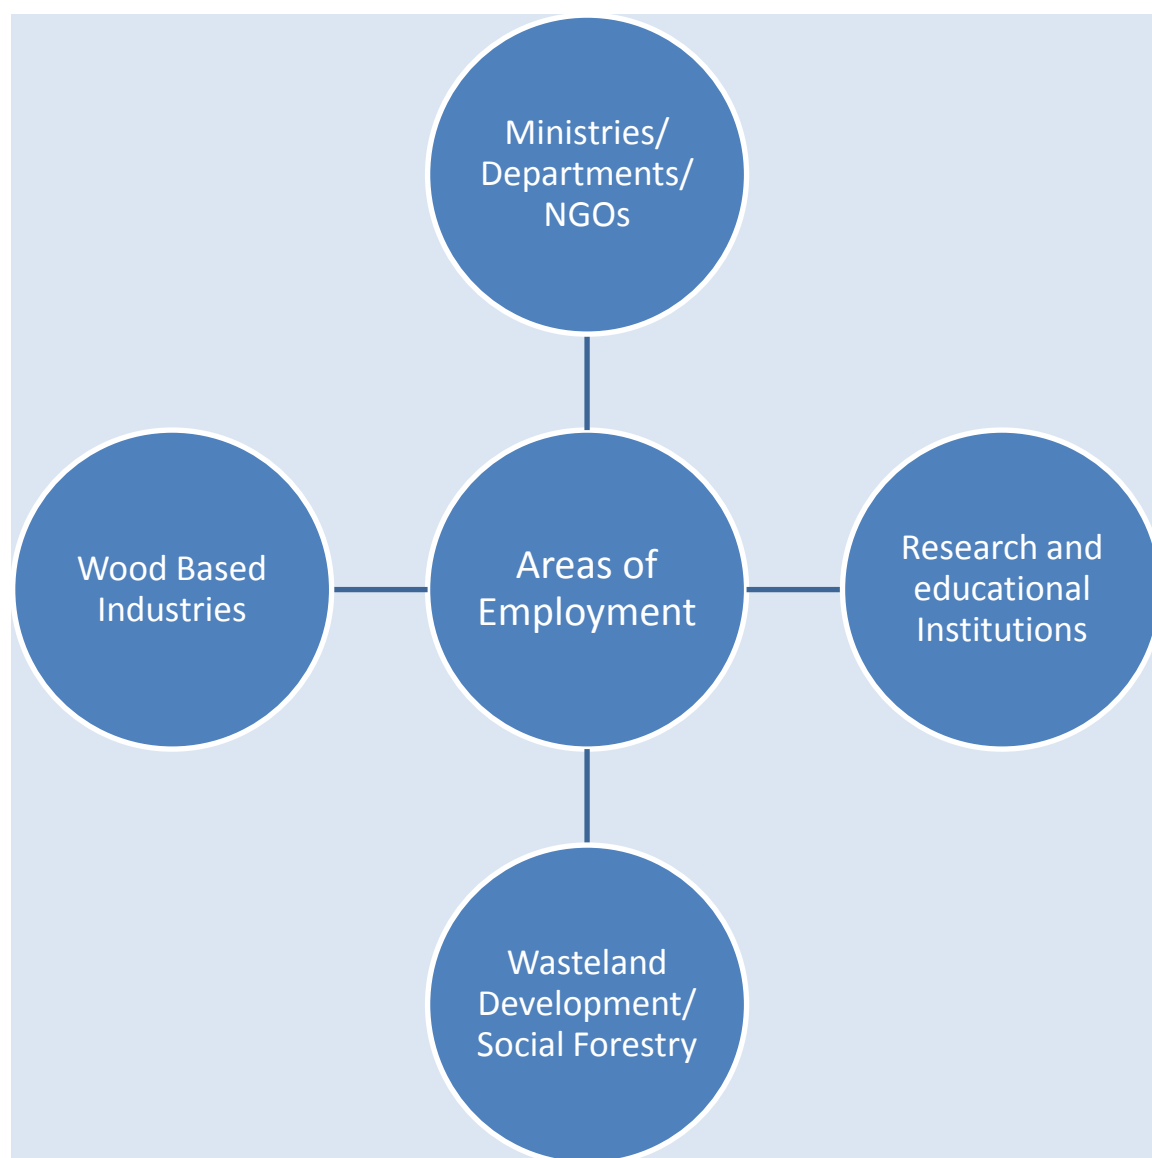 Ministries/
Departments/
NGOs
Wood Based
Industries
Areas of
Employment
Research and
educational
Institutions
Wasteland
Development/
Social Forestry